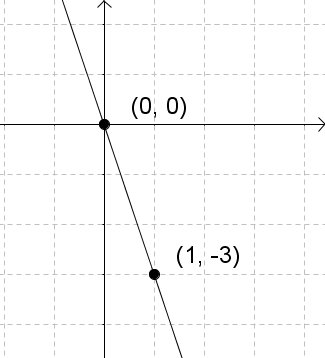 (0, 0)
(1, -3)